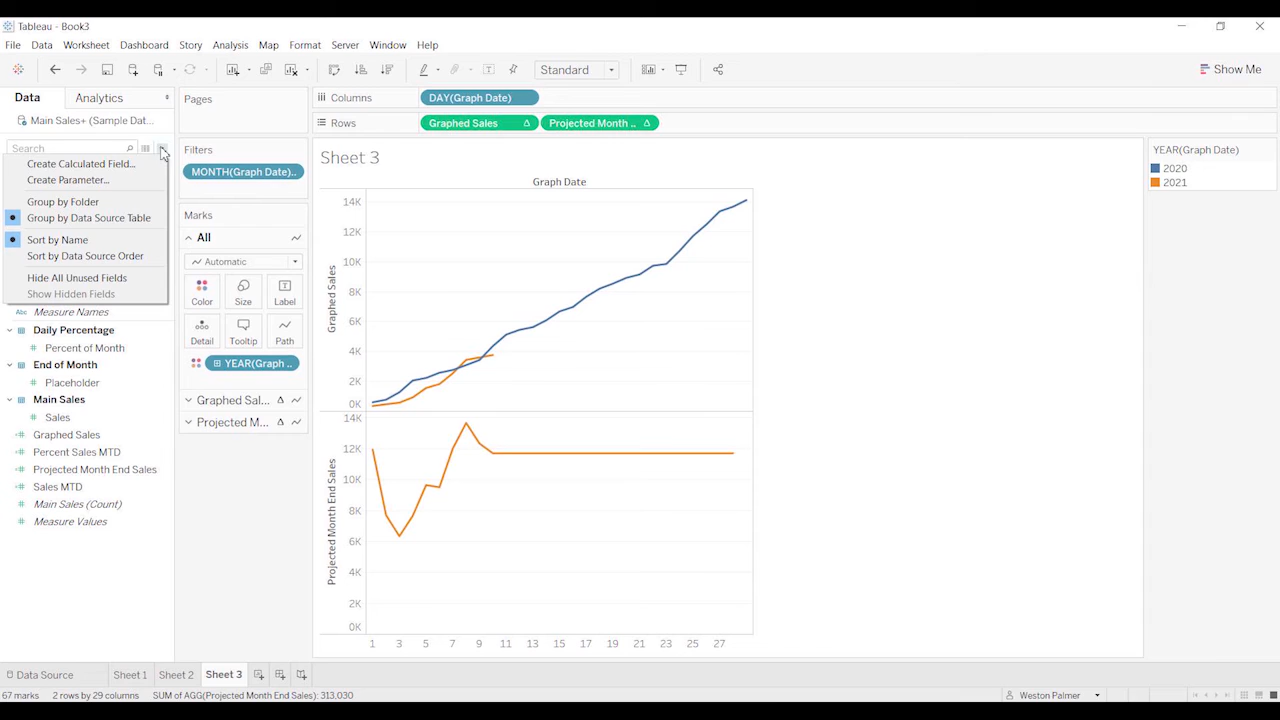 Tableau - Book3
File Data Worksheet Dashboard Story Analysis Map Format Server Window Help
Standard
Show Me
Data Analytics
Main Sales+ (Sample Dat...
Search
Create Calculated Field...
Create Parameter...
Group by Folder
Group by Data Source Table
Sort by Name
Sort by Data Source Order
Hide All Unused Fields
Show Hidden Fields
Abc Measure Names
Daily Percentage
Percent of Month
End of Month
Placeholder
Main Sales
Sales
Graphed Sales
Percent Sales MTD
Projected Month End Sales
Sales MTD
Main Sales (Count)
Measure Values
Pages
Filters
MONTH(Graph Date)..
Marks
All
Automatic
Color Size Label
Detail Tooltip Path
YEAR(Graph ..
Graphed Sal... Δ
Projected M... Δ
Columns DAY(Graph Date)
Rows Graphed Sales Δ Projected Month .. Δ
Sheet 3
Graph Date
Graphed Sales
14K
12K
10K
8K
6K
4K
2K
0K
Projected Month End Sales
14K
12K
10K
8K
6K
4K
2K
0K
1 3 5 7 9 11 13 15 17 19 21 23 25 27
YEAR(Graph Date)
2020
2021
Data Source Sheet 1 Sheet 2 Sheet 3
67 marks 2 rows by 29 columns SUM of AGG(Projected Month End Sales): 313,030
Weston Palmer